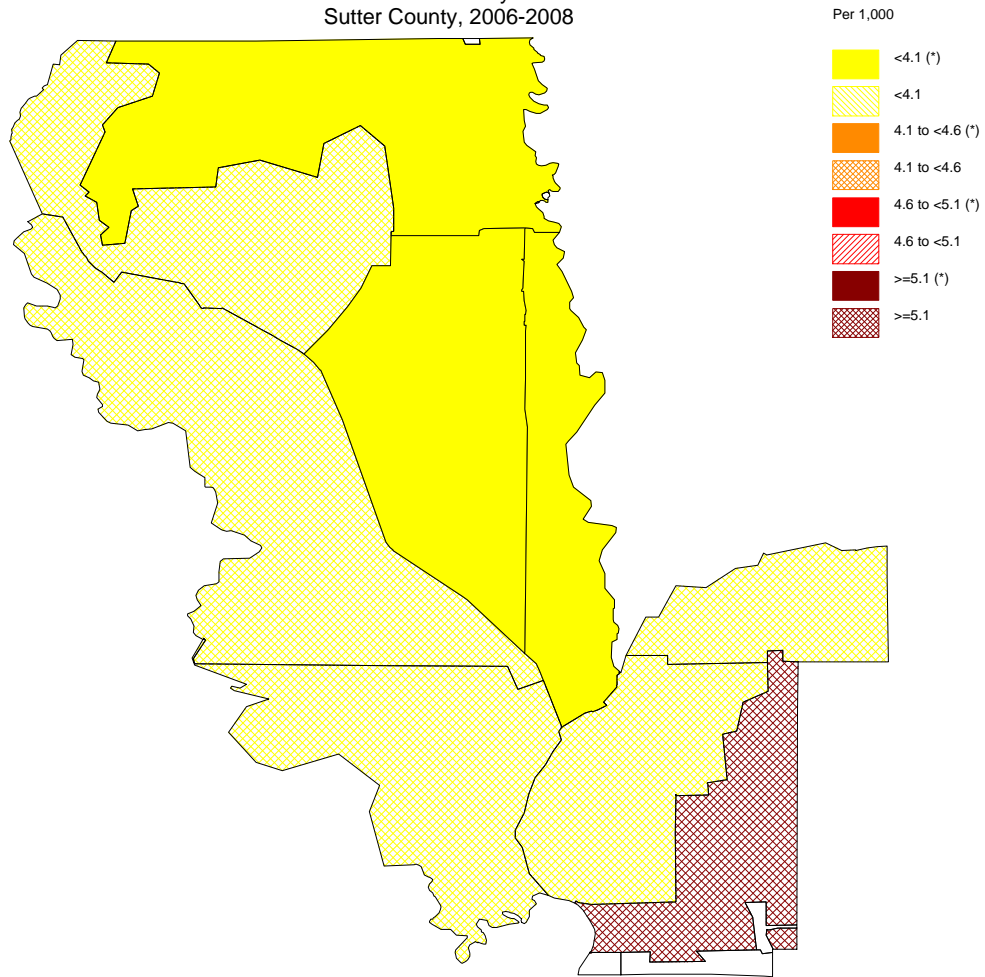 Sutter County, 2006-2008
Per 1,000
<4.1 (*)
<4.1
4.1 to <4.6 (*)
4.1 to <4.6
4.6 to <5.1 (*)
4.6 to <5.1
>=5.1 (*)
>=5.1